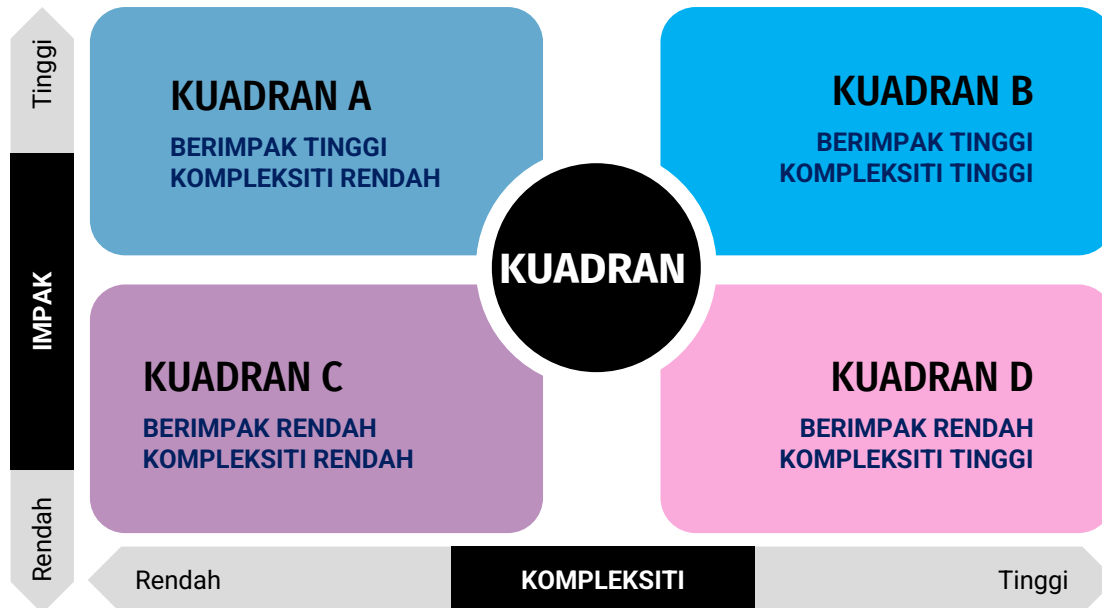 Tinggi
KUADRAN A
BERIMPAK TINGGI
KOMPLEKSITI RENDAH
KUADRAN B
BERIMPAK TINGGI
KOMPLEKSITI TINGGI
KUADRAN
IMPAK
KUADRAN C
BERIMPAK RENDAH
KOMPLEKSITI RENDAH
KUADRAN D
BERIMPAK RENDAH
KOMPLEKSITI TINGGI
Rendah
Rendah
KOMPLEKSITI
Tinggi